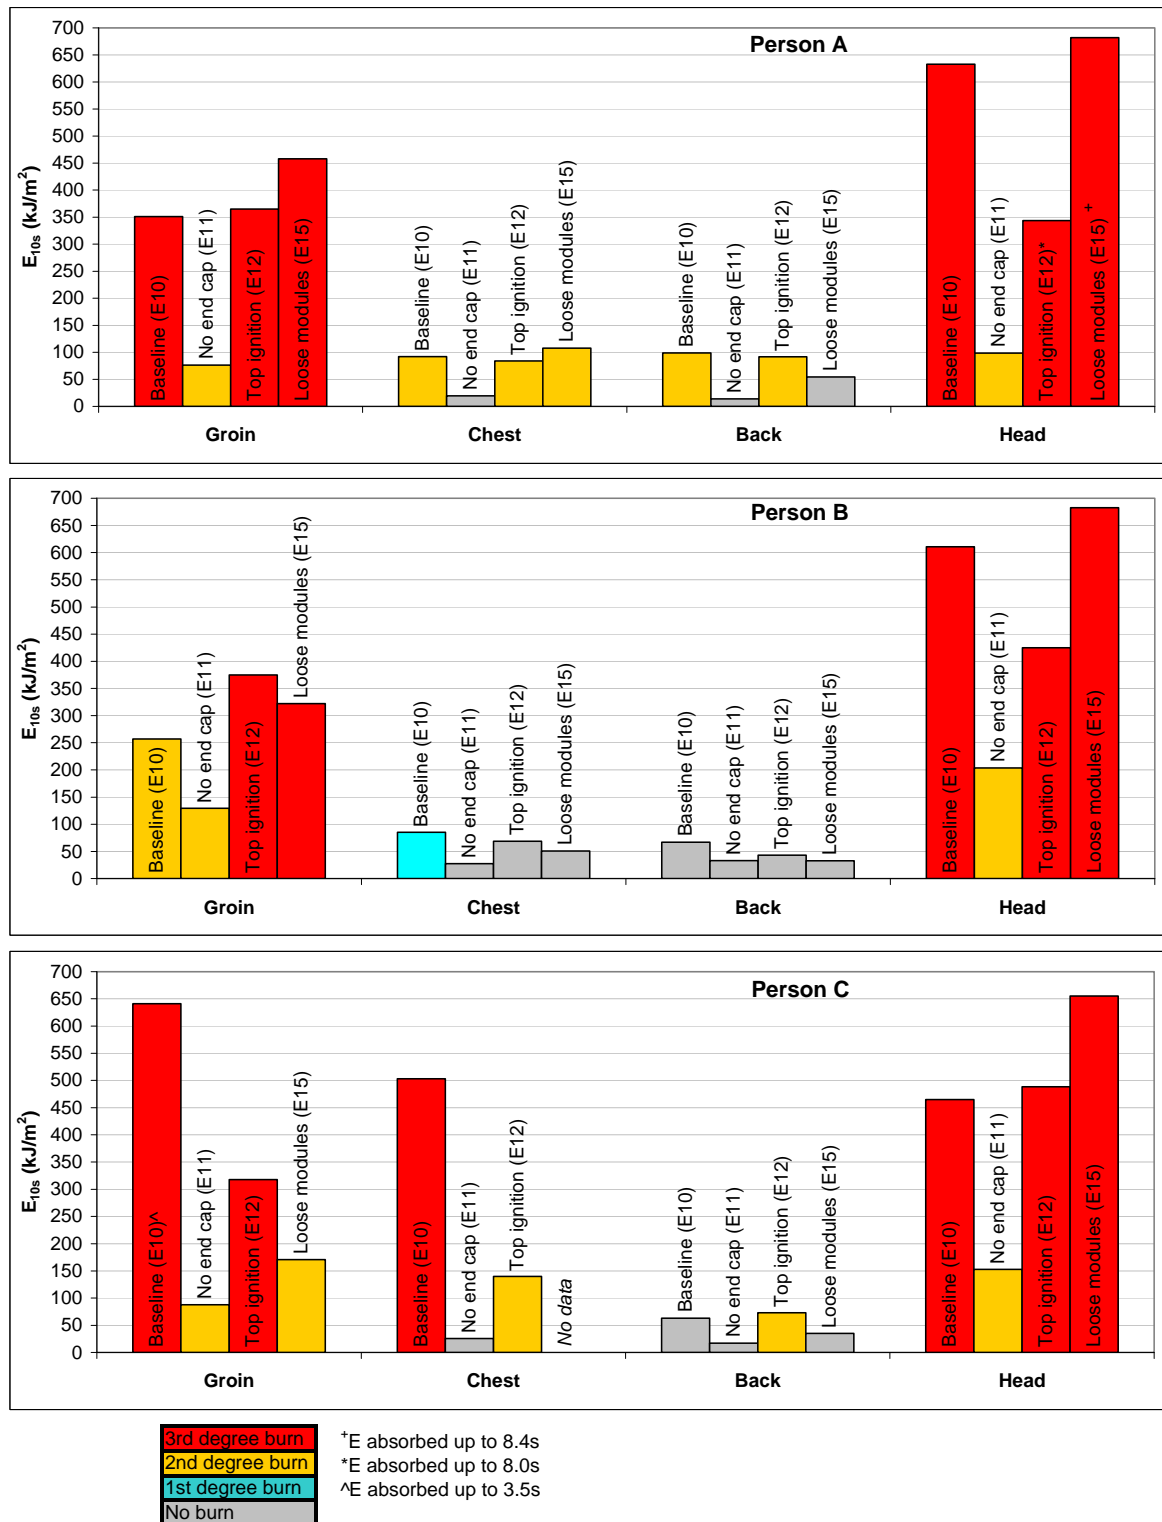 Person A
E10s (kJ/m²)
700
650
600
550
500
450
400
350
300
250
200
150
100
50
0
Baseline (E10)
No end cap (E11)
Top ignition (E12)
Loose modules (E15)
Baseline (E10)
No end cap (E11)
Top ignition (E12)
Loose modules (E15)
Baseline (E10)
No end cap (E11)
Top ignition (E12)
Loose modules (E15)
Baseline (E10)
No end cap (E11)
Top ignition (E12)*
Loose modules (E15) +
Groin Chest Back Head
Person B
E10s (kJ/m²)
700
650
600
550
500
450
400
350
300
250
200
150
100
50
0
Baseline (E10)
No end cap (E11)
Top ignition (E12)
Loose modules (E15)
Baseline (E10)
No end cap (E11)
Top ignition (E12)
Loose modules (E15)
Baseline (E10)
No end cap (E11)
Top ignition (E12)
Loose modules (E15)
Baseline (E10)
No end cap (E11)
Top ignition (E12)
Loose modules (E15)
Groin Chest Back Head
Person C
E10s (kJ/m²)
700
650
600
550
500
450
400
350
300
250
200
150
100
50
0
Baseline (E10)^
No end cap (E11)
Top ignition (E12)
Loose modules (E15)
Baseline (E10)
No end cap (E11)
Top ignition (E12)
No data
Baseline (E10)
No end cap (E11)
Top ignition (E12)
Loose modules (E15)
Baseline (E10)
No end cap (E11)
Top ignition (E12)
Loose modules (E15)
Groin Chest Back Head
3rd degree burn
2nd degree burn
1st degree burn
No burn
+E absorbed up to 8.4s
*E absorbed up to 8.0s
^E absorbed up to 3.5s